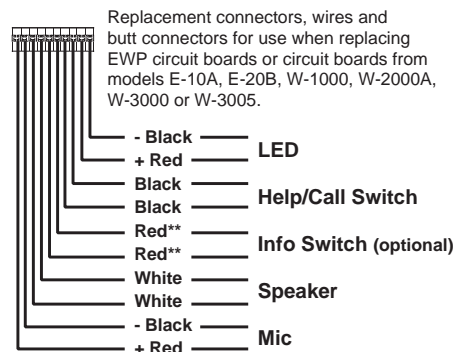 Replacement connectors, wires and
butt connectors for use when replacing
EWP circuit boards or circuit boards from
models E-10A, E-20B, W-1000, W-2000A,
W-3000 or W-3005.
- Black
+ Red
LED
Black
Black
Help/Call Switch
Red**
Red**
Info Switch (optional)
White
White
Speaker
- Black
+ Red
Mic